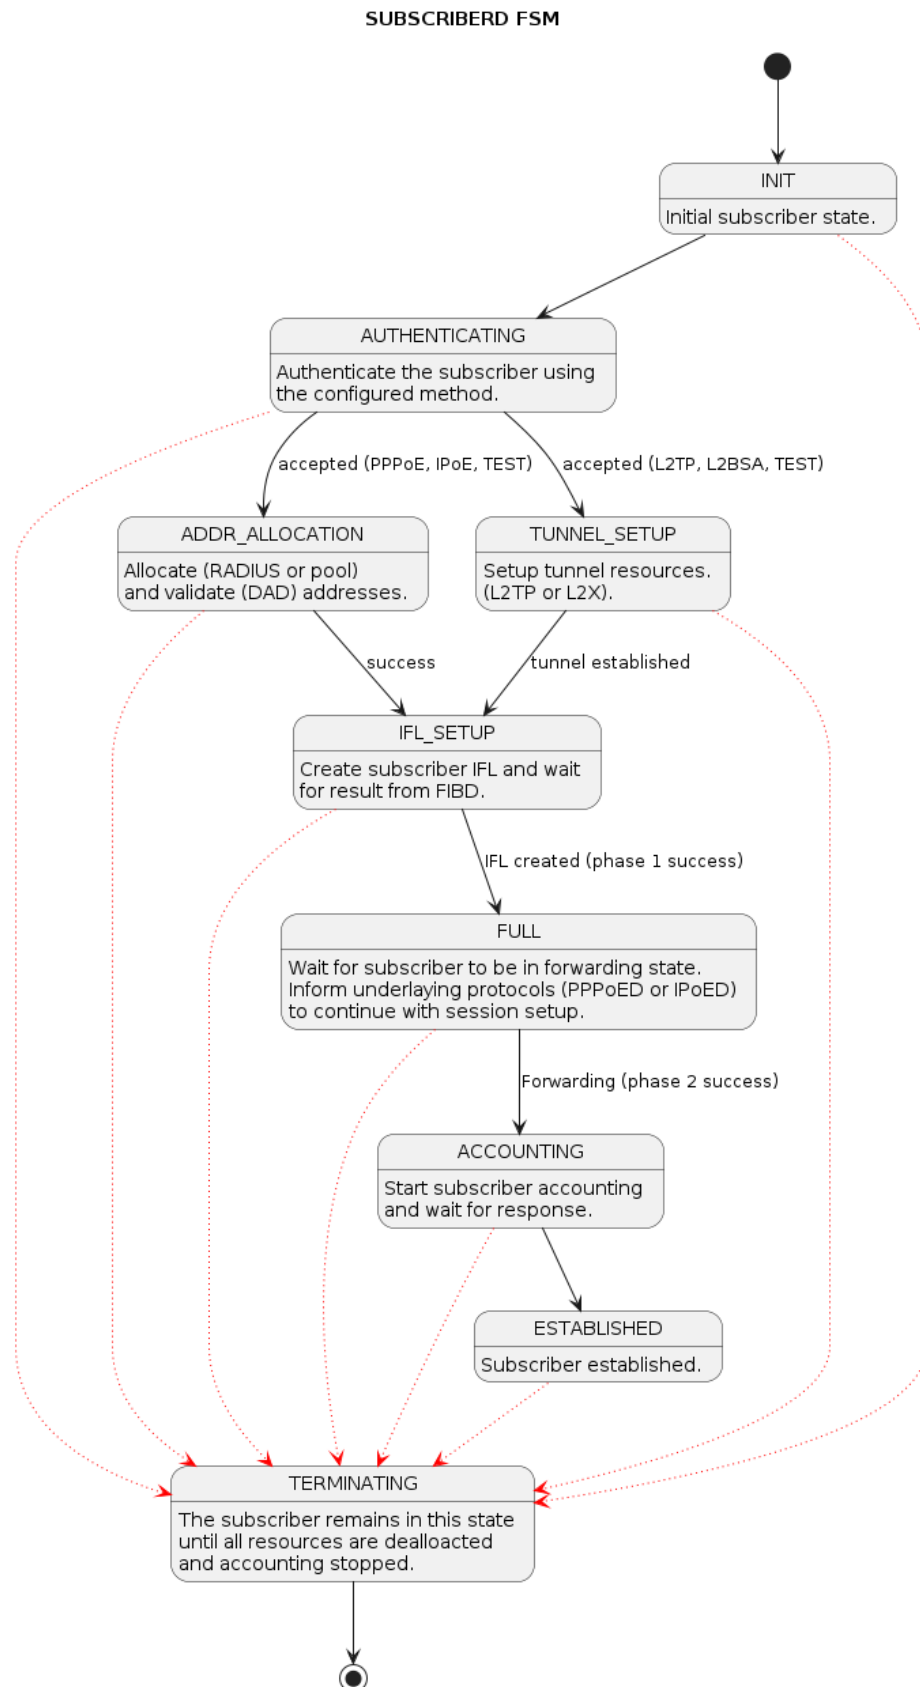 SUBSCRIBERD FSM
INIT
Initial subscriber state.
AUTHENTICATING
Authenticate the subscriber using
the configured method.
accepted (PPPoE, IPoE, TEST)
accepted (L2TP, L2BSA, TEST)
ADDR_ALLOCATION
Allocate (RADIUS or pool)
and validate (DAD) addresses.
TUNNEL_SETUP
Setup tunnel resources.
(L2TP or L2X).
success
tunnel established
IFL_SETUP
Create subscriber IFL and wait
for result from FIBD.
IFL created (phase 1 success)
FULL
Wait for subscriber to be in forwarding state.
Inform underlaying protocols (PPPoED or IPoED)
to continue with session setup.
Forwarding (phase 2 success)
ACCOUNTING
Start subscriber accounting
and wait for response.
ESTABLISHED
Subscriber established.
TERMINATING
The subscriber remains in this state
until all resources are dealloacted
and accounting stopped.